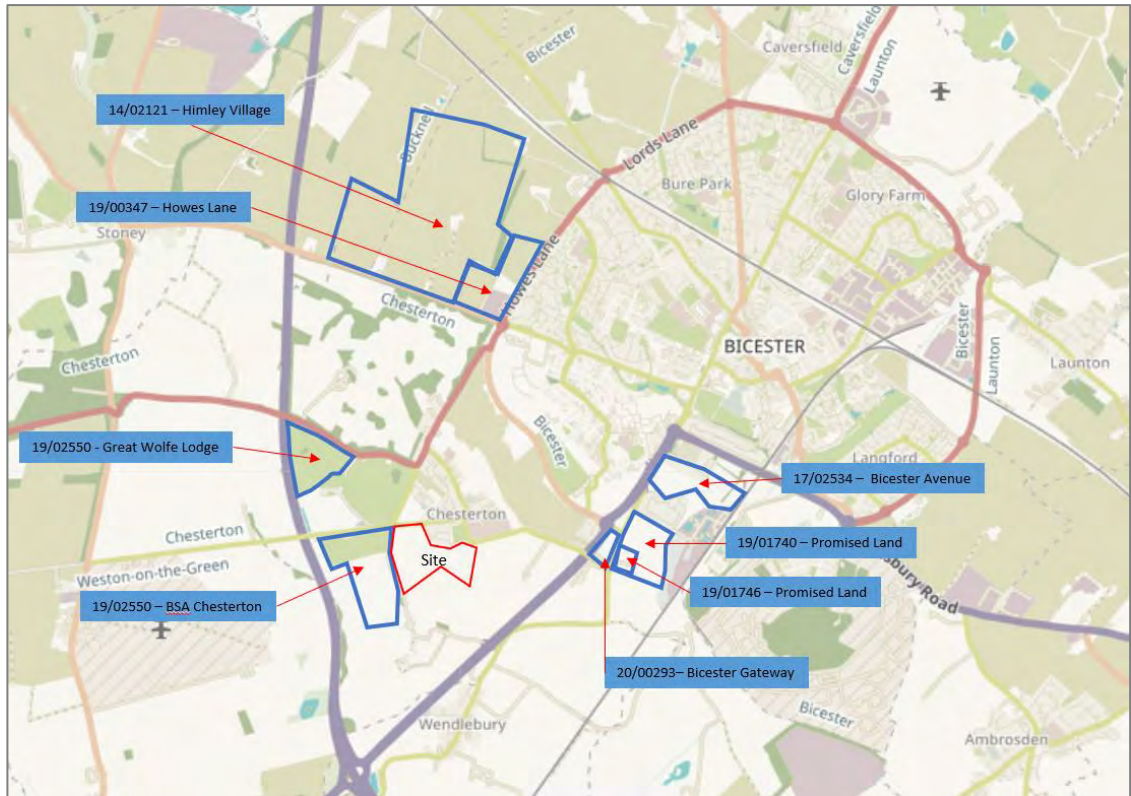 Caversfield
Bicester
Caversfield
Launton
14/02121 – Himley Village
Bucknell
Lords Lane
Bure Park
Glory Farm
19/00347 – Howes Lane
Stoney
Howes Lane
Chesterton
Chesterton
BICESTER
Bicester
Launton
Launton
19/02550 - Great Wolfe Lodge
Bicester
Langford
17/02534 – Bicester Avenue
Chesterton
Chesterton
Site
Weston-on-the-Green
19/01740 – Promised Land
sbury Road
19/02550 – BSA Chesterton
19/01746 – Promised Land
20/00293– Bicester Gateway
Wendlebury
Bicester
Ambrosden